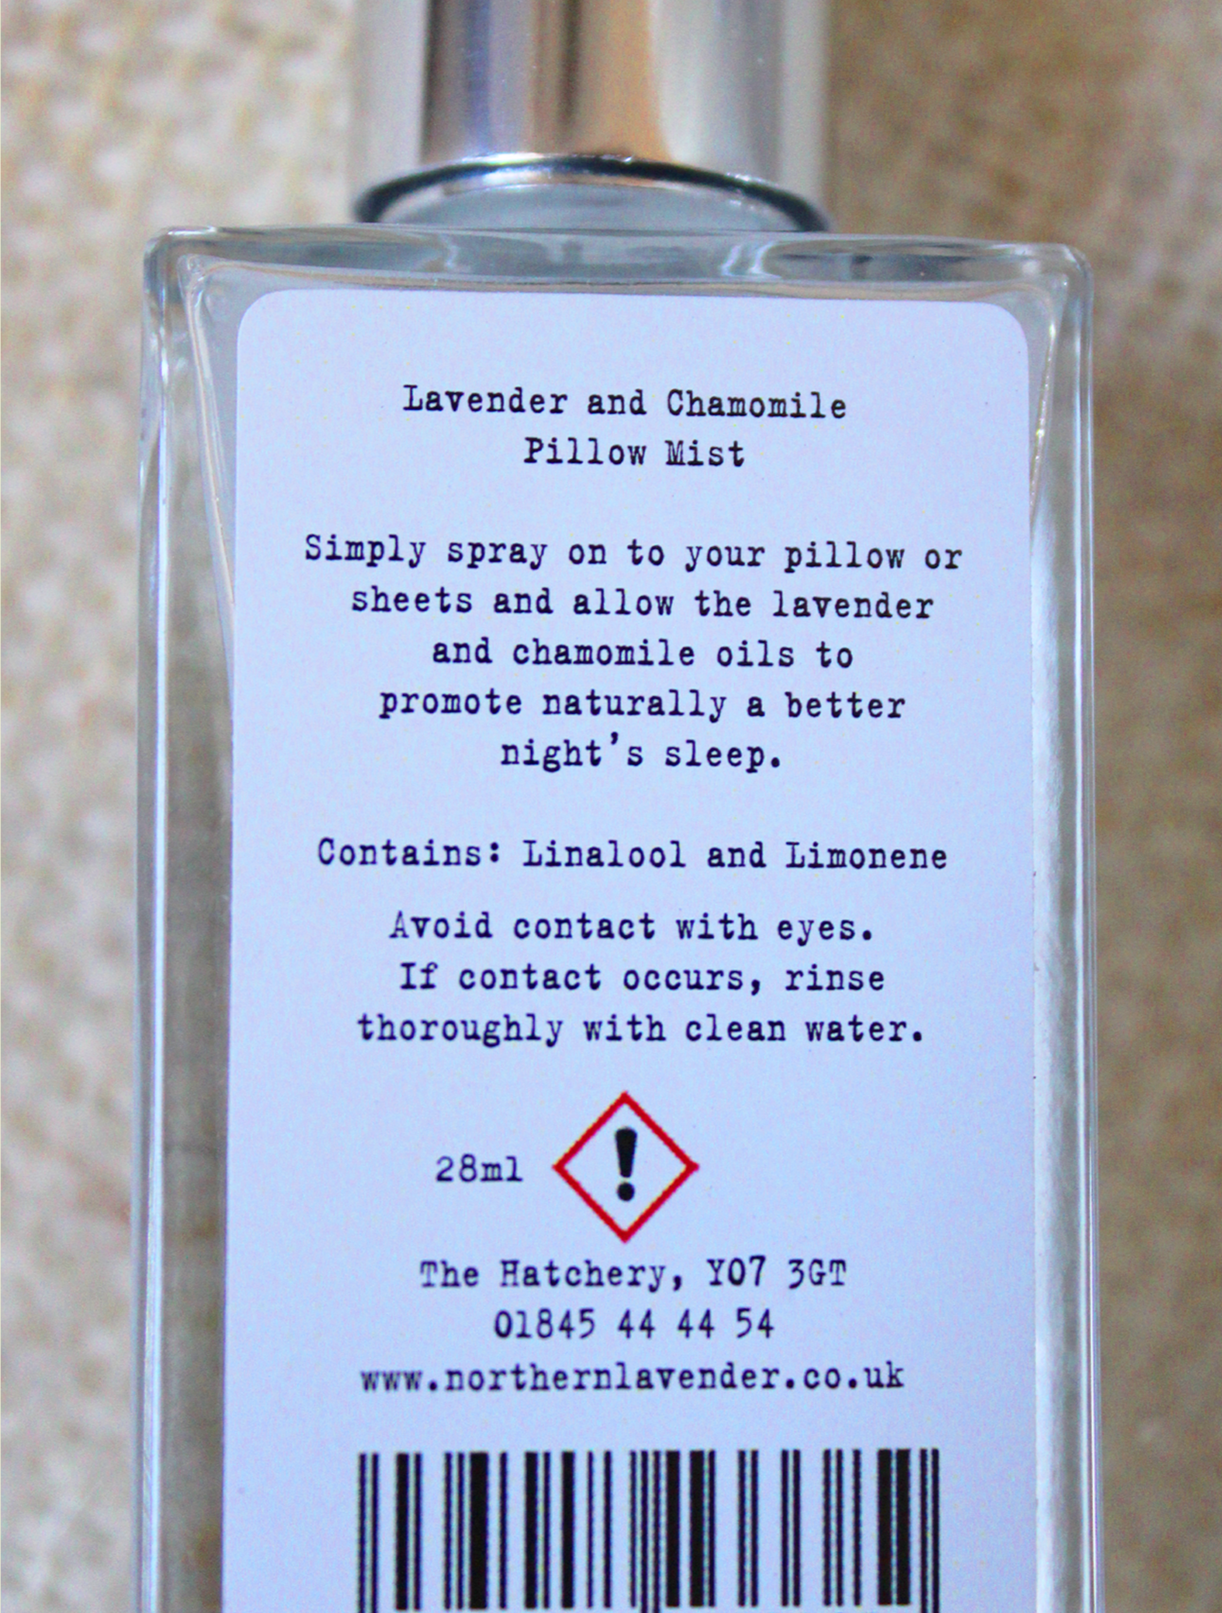 Lavender and Chamomile
Pillow Mist
Simply spray on to your pillow or
sheets and allow the lavender
and chamomile oils to
promote naturally a better
night's sleep.
Contains: Linalool and Limonene
Avoid contact with eyes.
If contact occurs, rinse
thoroughly with clean water.
28ml
The Hatchery, YO7 3GT
01845 44 44 54
www.northernlavender.co.uk